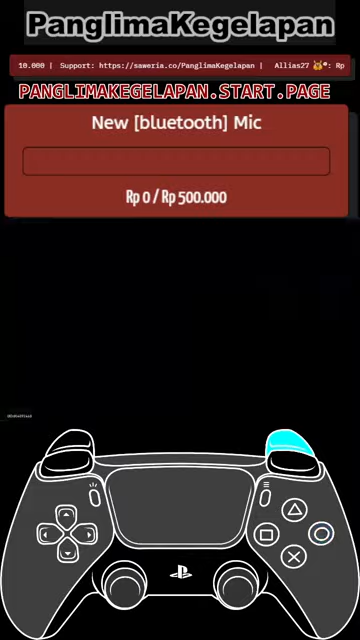 PanglimaKegelapan
10.000 | Support: https://saweria.co/PanglimaKegelapan | Allias27 : Rp
PANGLIMAKEGELAPAN.START.PAGE
New [bluetooth] Mic
Rp 0 / Rp 500.000